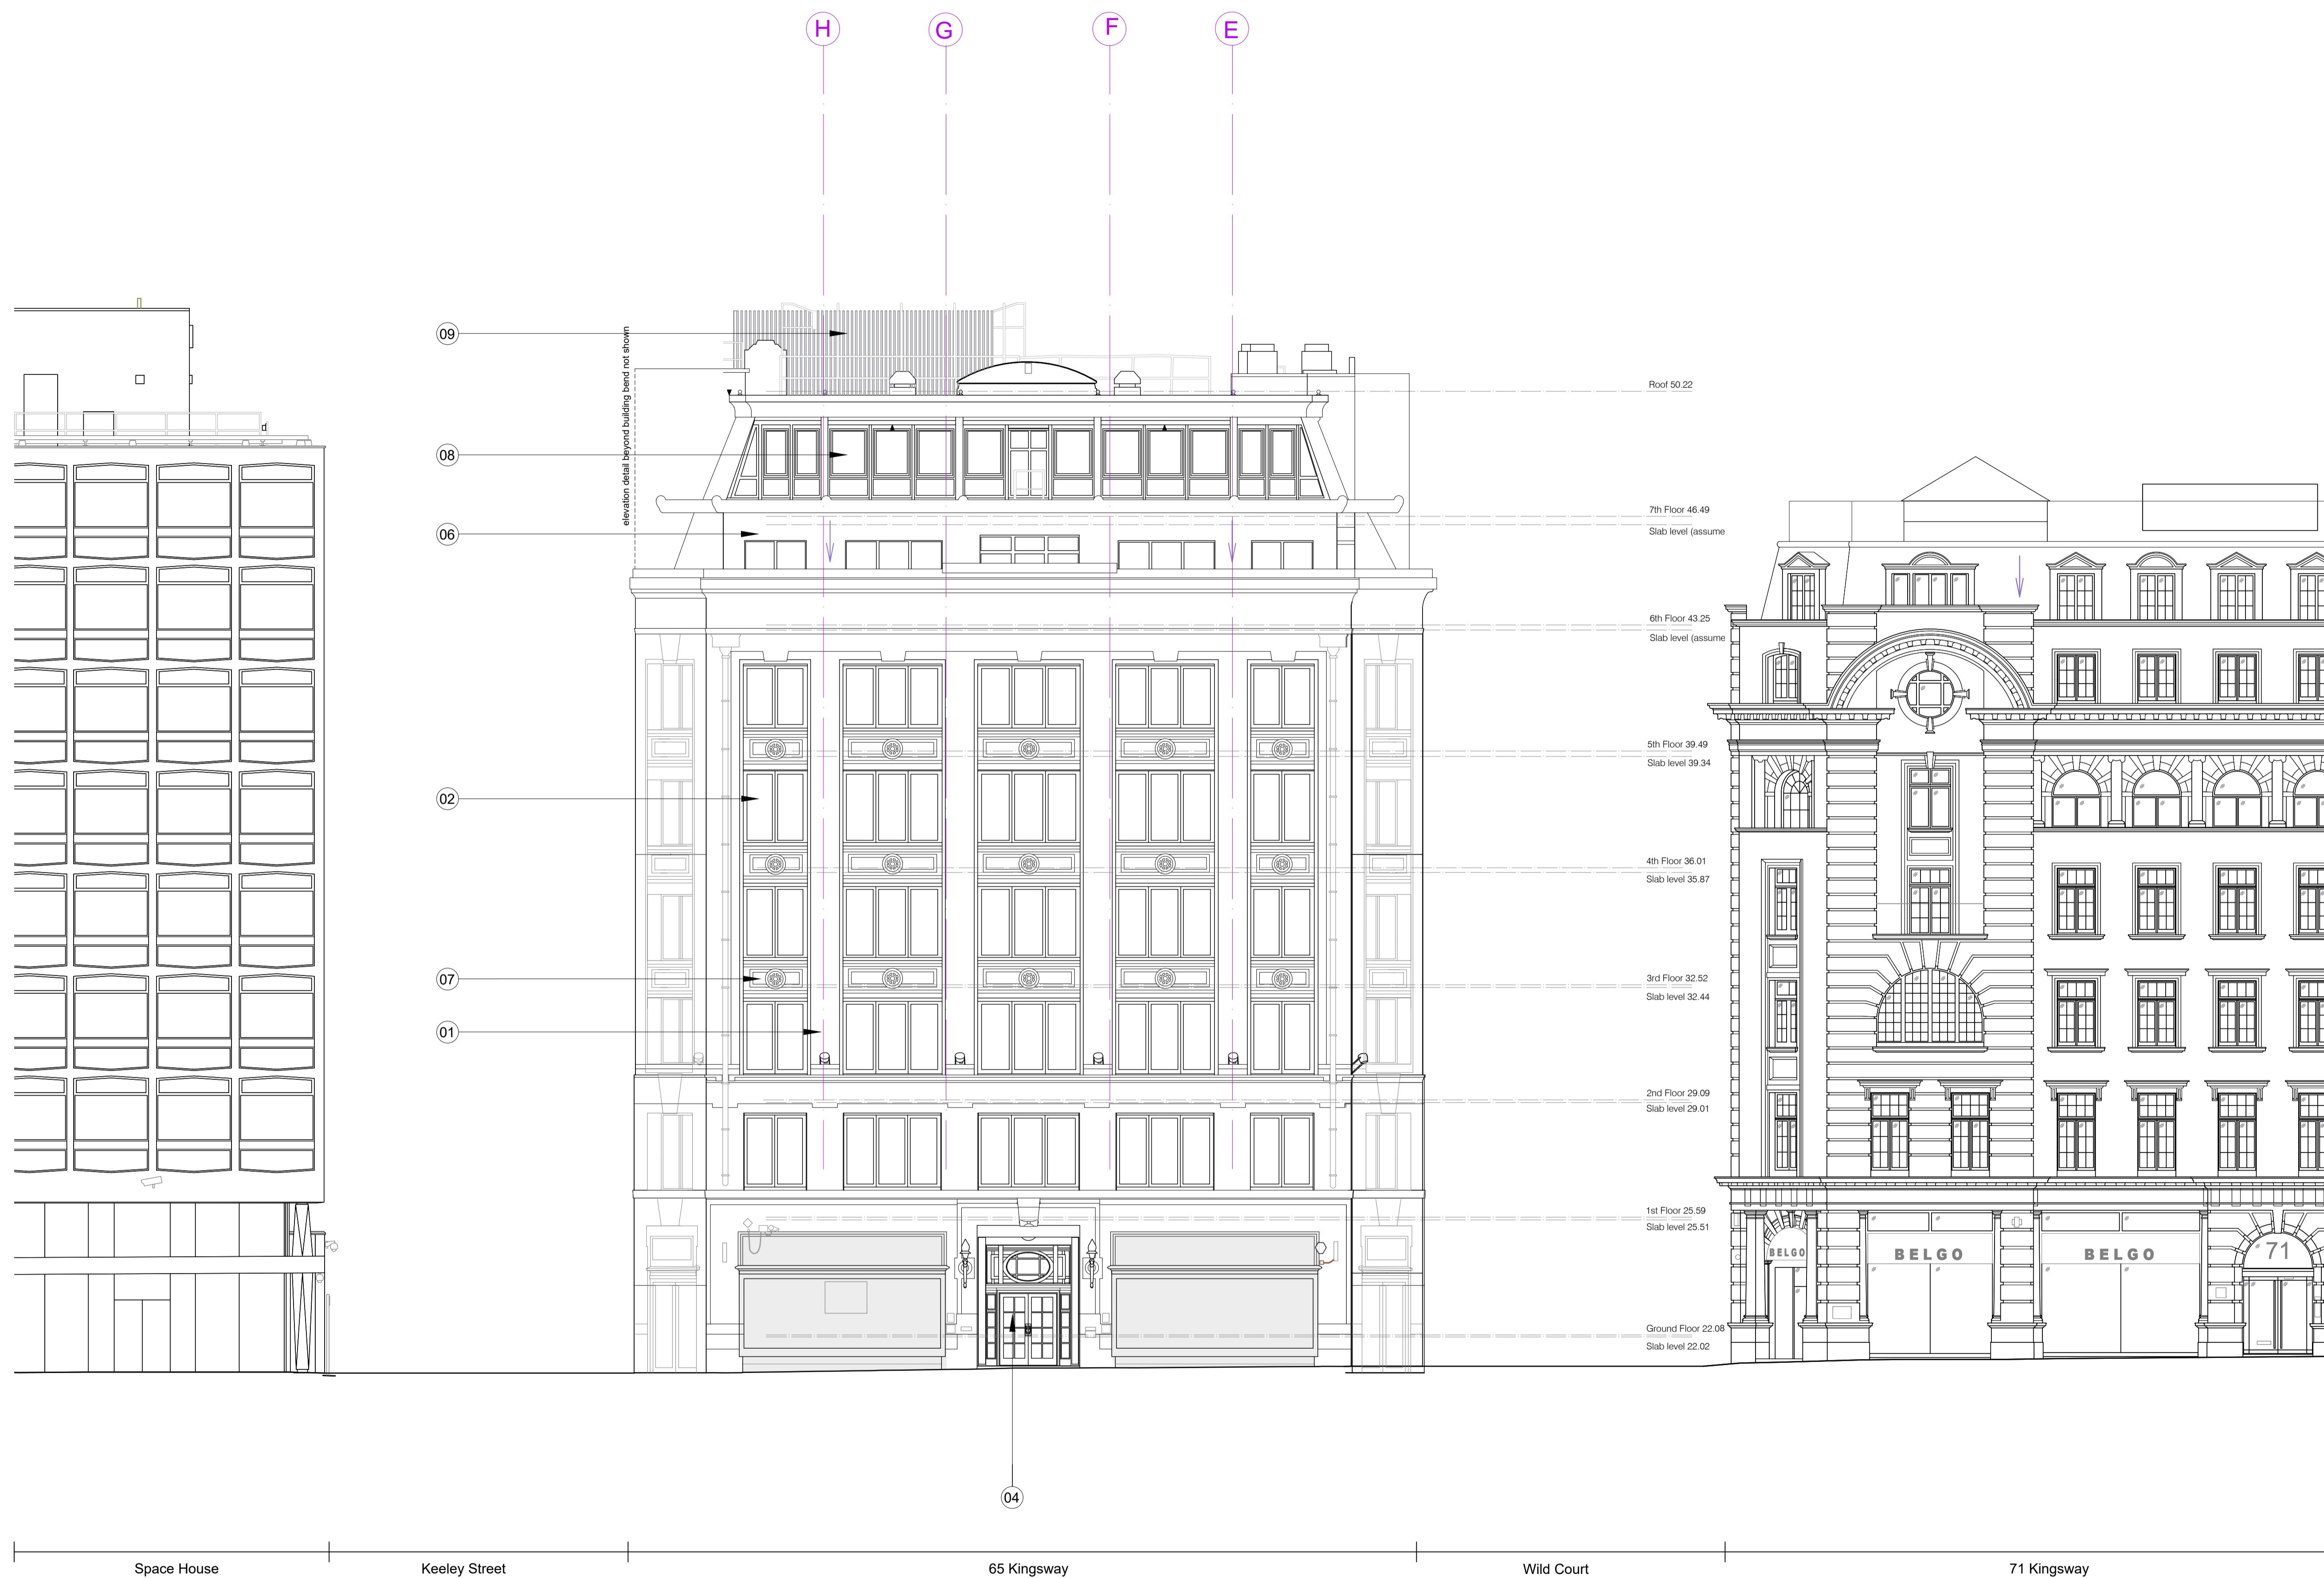 H G F E
09
elevation detail beyond building bend not shown
Roof 50.22
08
7th Floor 46.49
Slab level (assume
06
6th Floor 43.25
Slab level (assume
5th Floor 39.49
Slab level 39.34
02
4th Floor 36.01
Slab level 35.87
07
3rd Floor 32.52
Slab level 32.44
01
2nd Floor 29.09
Slab level 29.01
1st Floor 25.59
Slab level 25.51
BELGO BELGO BELGO 71
Ground Floor 22.08
Slab level 22.02
04
Space House Keeley Street 65 Kingsway Wild Court 71 Kingsway